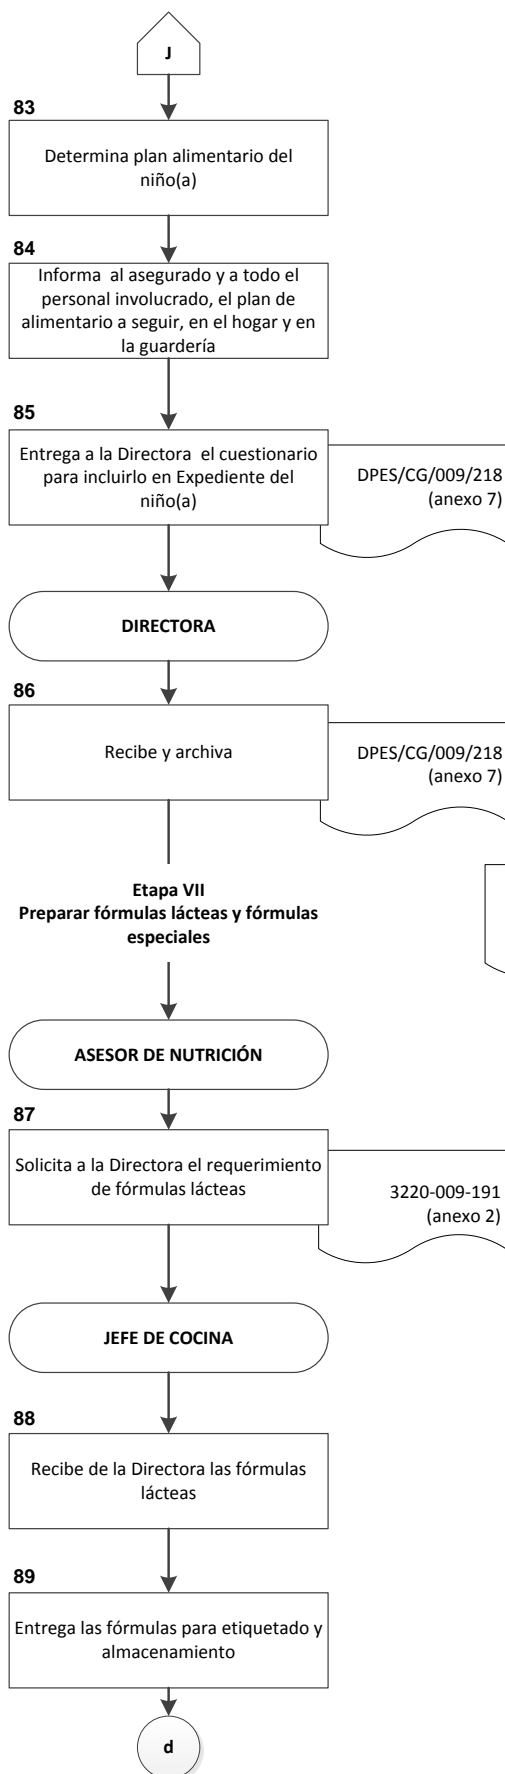 J
83
Determina plan alimentario del
niño(a)
84
Informa al asegurado y a todo el
personal involucrado, el plan de
alimentario a seguir, en el hogar y en
la guardería
85
Entrega a la Directora el cuestionario
para incluirlo en Expediente del
niño(a)
DPES/CG/009/218
(anexo 7)
DIRECTORA
86
Recibe y archiva
DPES/CG/009/218
(anexo 7)
Etapa VII
Preparar fórmulas lácteas y fórmulas
especiales
ASESOR DE NUTRICIÓN
87
Solicita a la Directora el requerimiento
de fórmulas lácteas
3220-009-191
(anexo 2)
JEFE DE COCINA
88
Recibe de la Directora las fórmulas
lácteas
89
Entrega las fórmulas para etiquetado y
almacenamiento
d